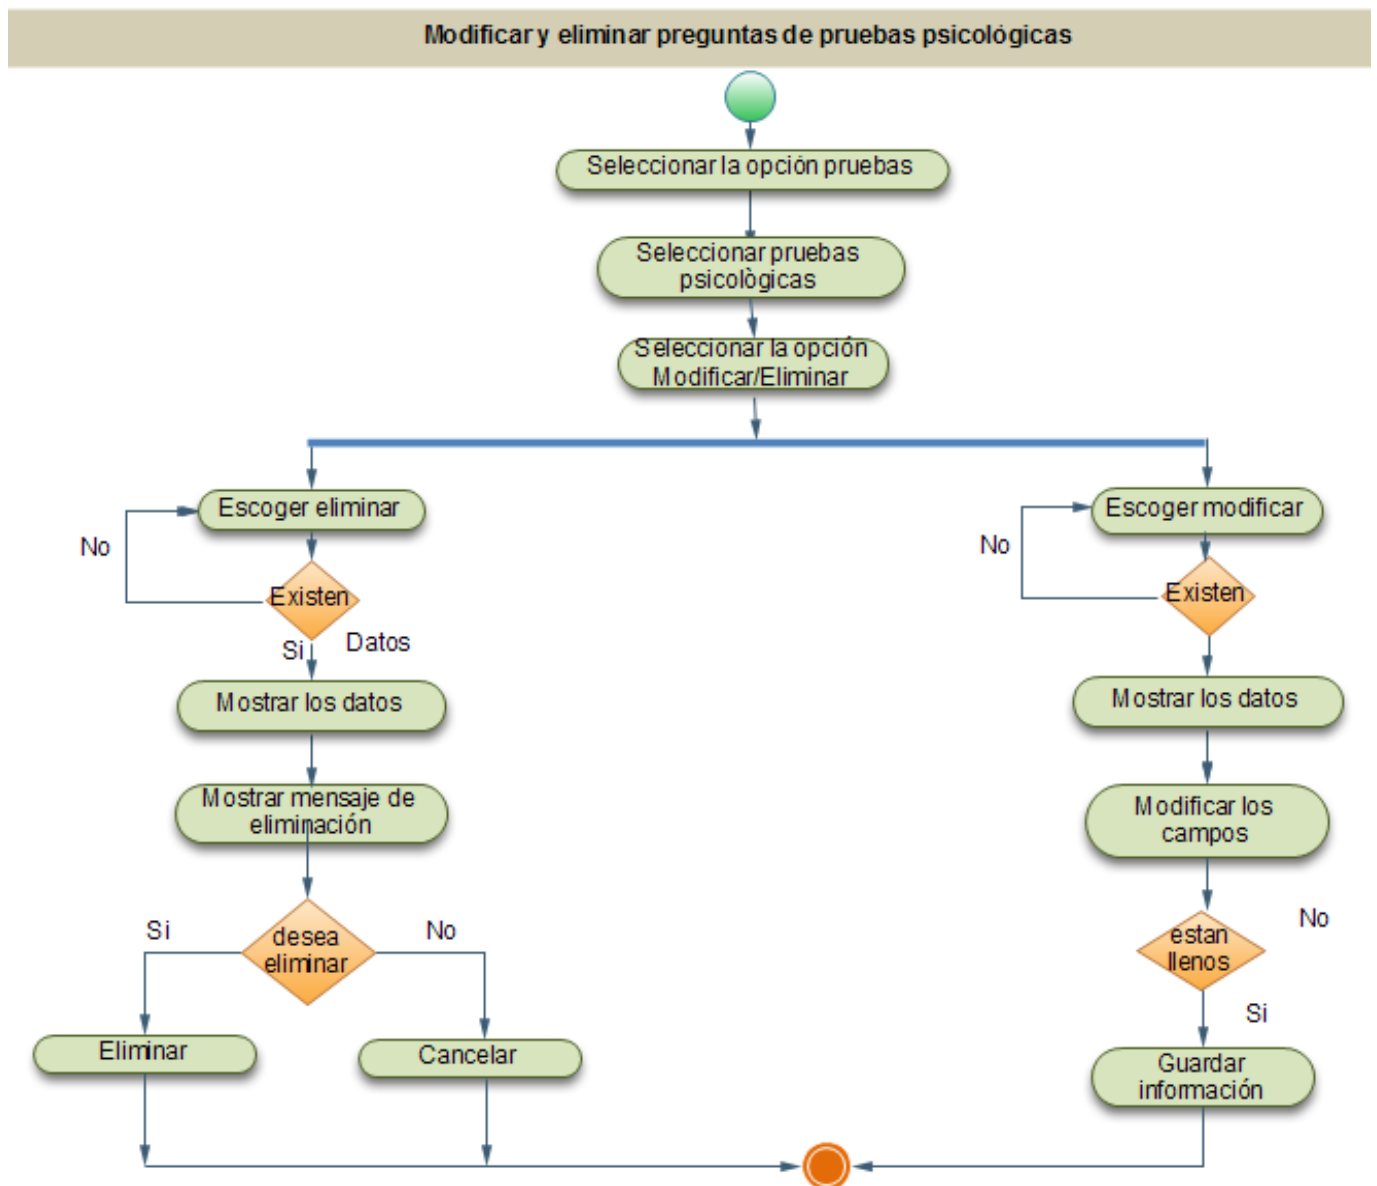 Modificar y eliminar preguntas de pruebas psicológicas
Seleccionar la opción pruebas
Seleccionar pruebas
psicològicas
Seleccionar la opción
Modificar/Eliminar
Escoger eliminar
No
Existen
Si
Datos
Mostrar los datos
Mostrar mensaje de
eliminación
desea
eliminar
Si
No
Eliminar
Cancelar
Escoger modificar
No
Existen
Mostrar los datos
Modificar los
campos
estan
llenos
No
Si
Guardar
información